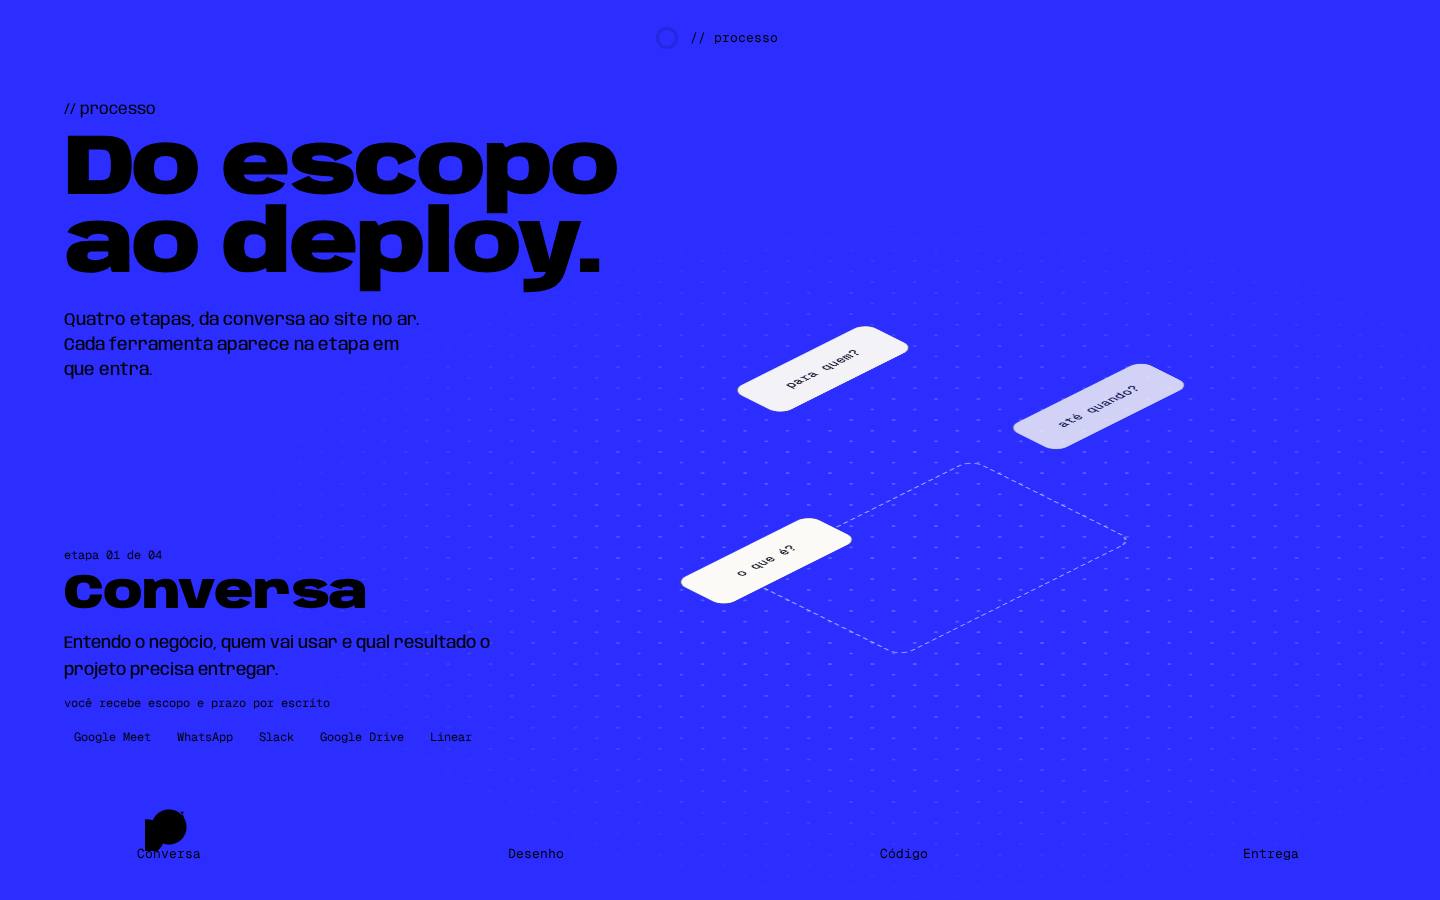 // processo
// processo
Do escopo
ao deploy.
Quatro etapas, da conversa ao site no ar.
Cada ferramenta aparece na etapa em
que entra.
para quem?
até quando?
o que é?
etapa 01 de 04
Conversa
Entendo o negócio, quem vai usar e qual resultado o
projeto precisa entregar.
você recebe escopo e prazo por escrito
Google Meet WhatsApp Slack Google Drive Linear
Conversa Desenho Código Entrega